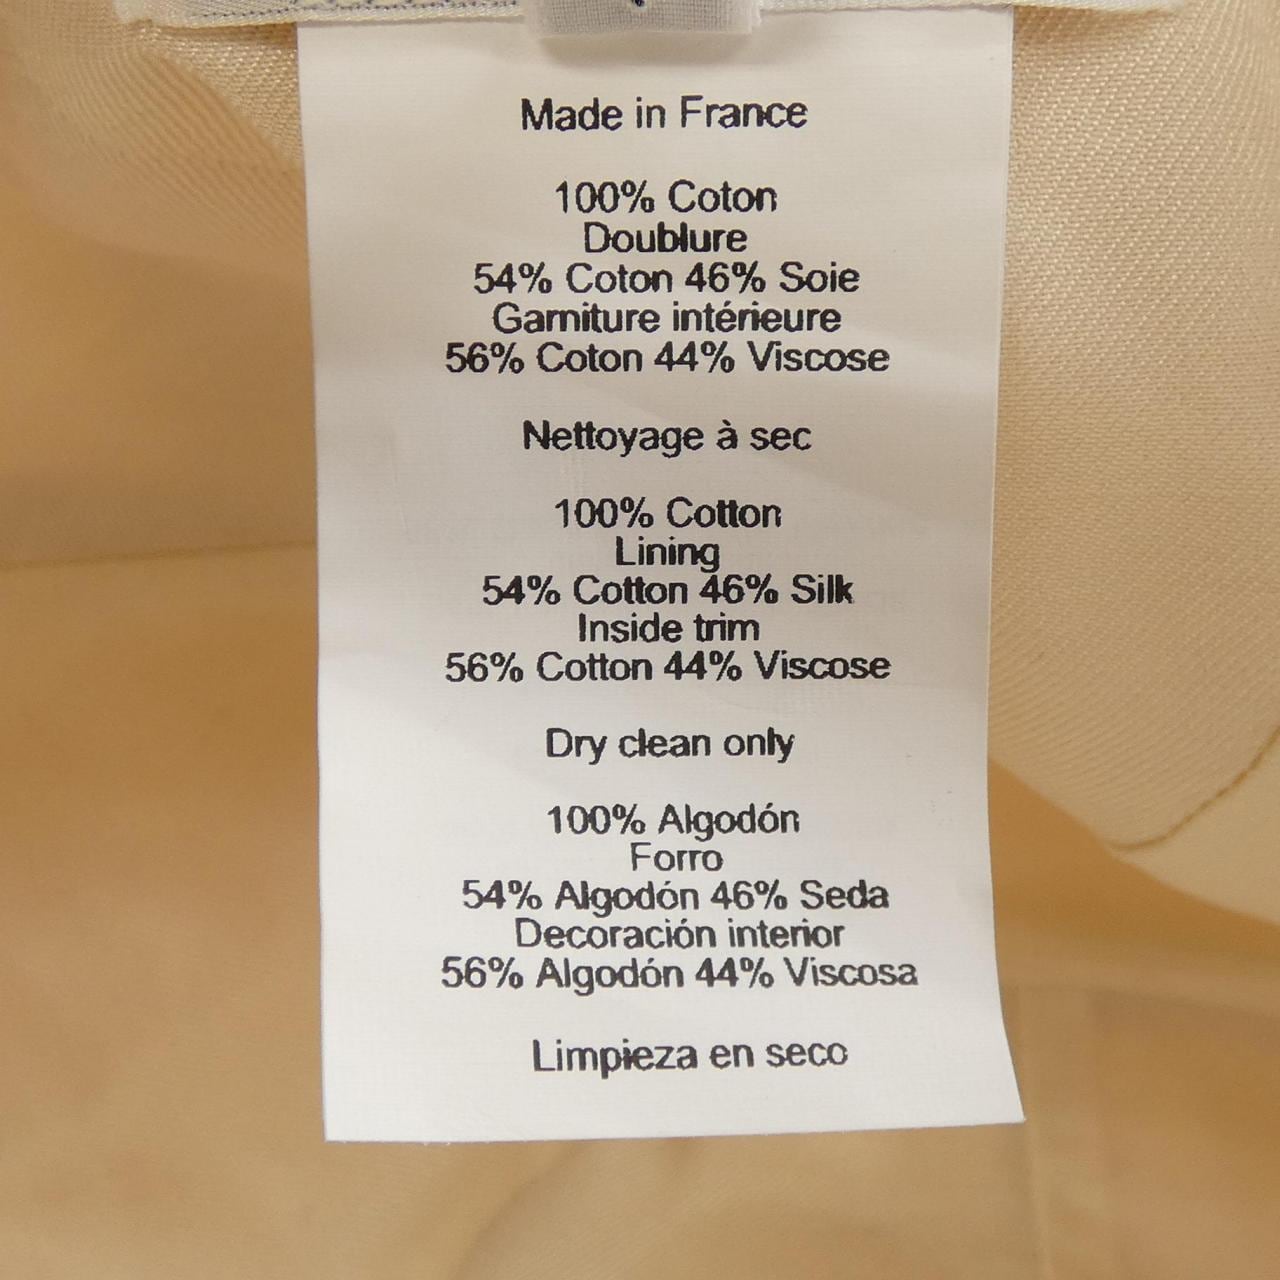 Made in France
100% Coton
Doublure
54% Coton 46% Soie
Garniture intérieure
56% Coton 44% Viscose
Nettoyage à sec
100% Cotton
Lining
54% Cotton 46% Silk
Inside trim
56% Cotton 44% Viscose
Dry clean only
100% Algodón
Forro
54% Algodón 46% Seda
Decoración interior
56% Algodón 44% Viscosa
Limpieza en seco